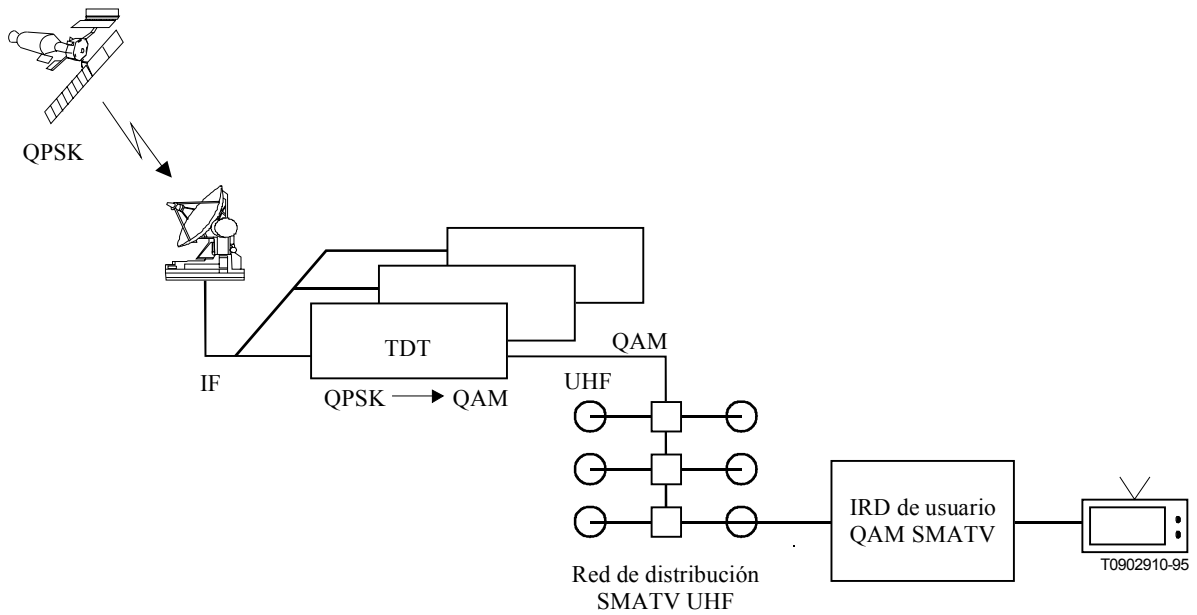 QPSK
IF
TDT
QPSK → QAM
QAM
UHF
IRD de usuario
QAM SMATV
T0902910-95
Red de distribución
SMATV UHF